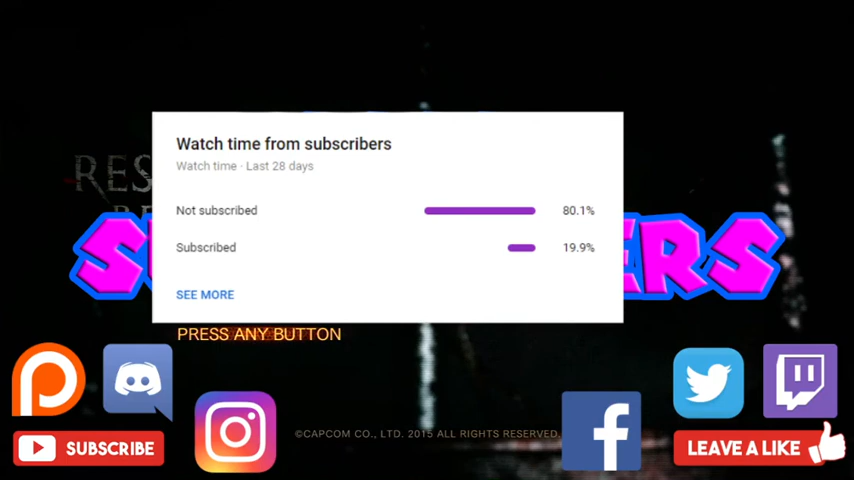 Watch time from subscribers
Watch time · Last 28 days
RES
Not subscribed 80.1%
Subscribed 19.9%
SEE MORE
PRESS ANY BUTTON
©CAPCOM CO., LTD. 2015 ALL RIGHTS RESERVED.
SUBSCRIBE
LEAVE A LIKE